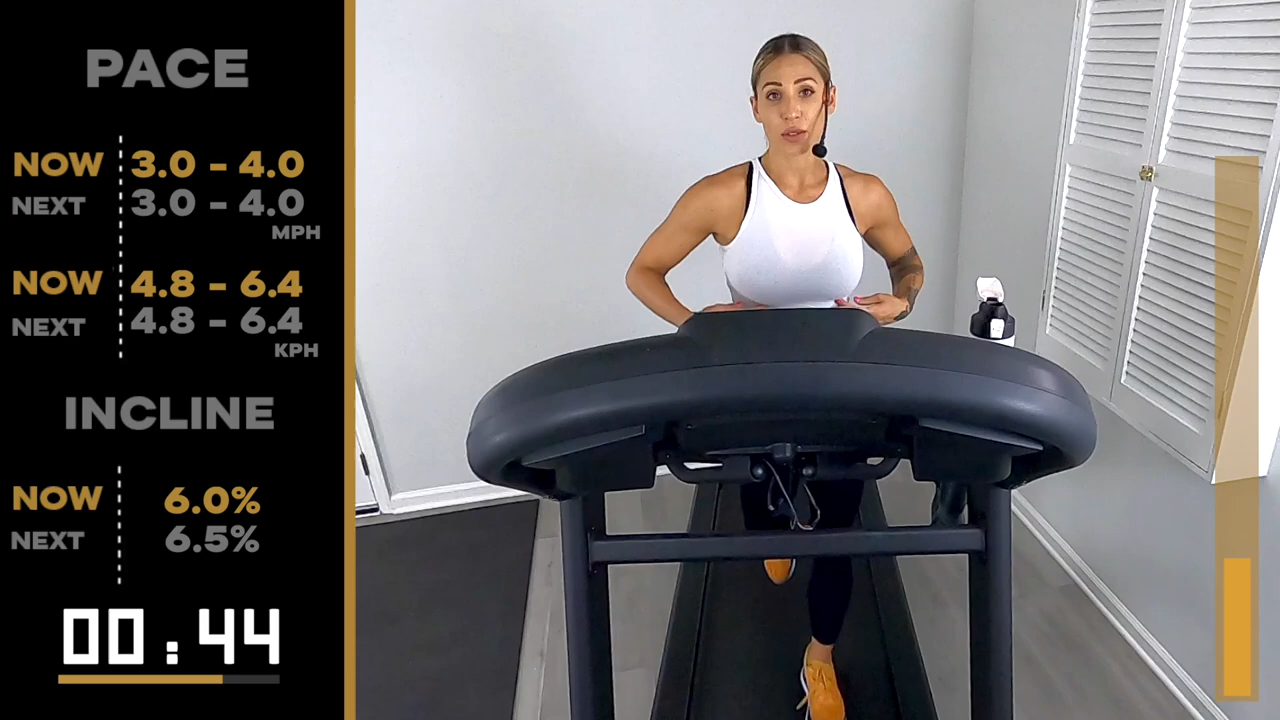 PACE
NOW 3.0 - 4.0
NEXT 3.0 - 4.0
MPH
NOW 4.8 - 6.4
NEXT 4.8 - 6.4
KPH
INCLINE
NOW 6.0%
NEXT 6.5%
00:44